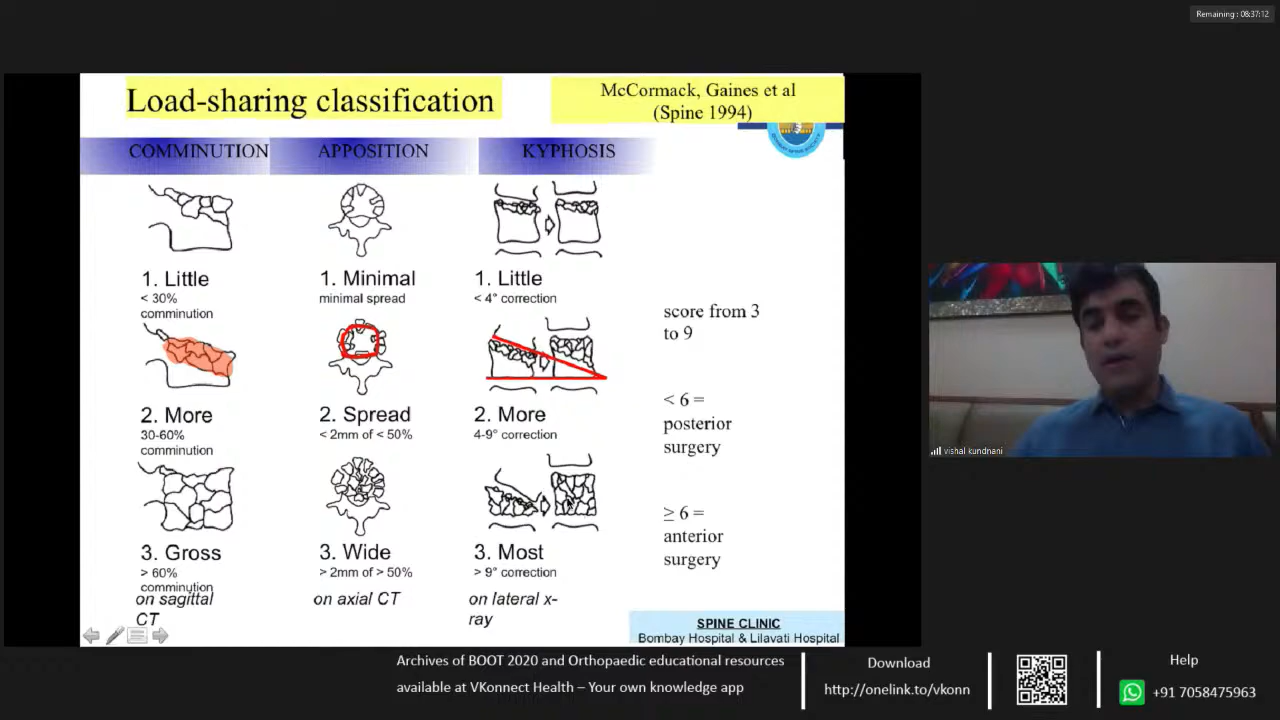 Remaining : 08:37:12
Load-sharing classification
McCormack, Gaines et al
(Spine 1994)
COMMINUTION
APPOSITION
KYPHOSIS
1. Little
< 30%
comminution
1. Minimal
minimal spread
1. Little
< 4° correction
2. More
30-60%
comminution
2. Spread
< 2mm of < 50%
2. More
4-9° correction
3. Gross
> 60%
comminution
on sagittal
CT
3. Wide
> 2mm of > 50%
on axial CT
3. Most
> 9° correction
on lateral x-
ray
score from 3
to 9
< 6 =
posterior
surgery
≥ 6 =
anterior
surgery
SPINE CLINIC
Bombay Hospital & Lilavati Hospital
vishal kundnani
Archives of BOOT 2020 and Orthopaedic educational resources
available at VKonnect Health – Your own knowledge app
Download
http://onelink.to/vkonn
Help
+91 7058475963